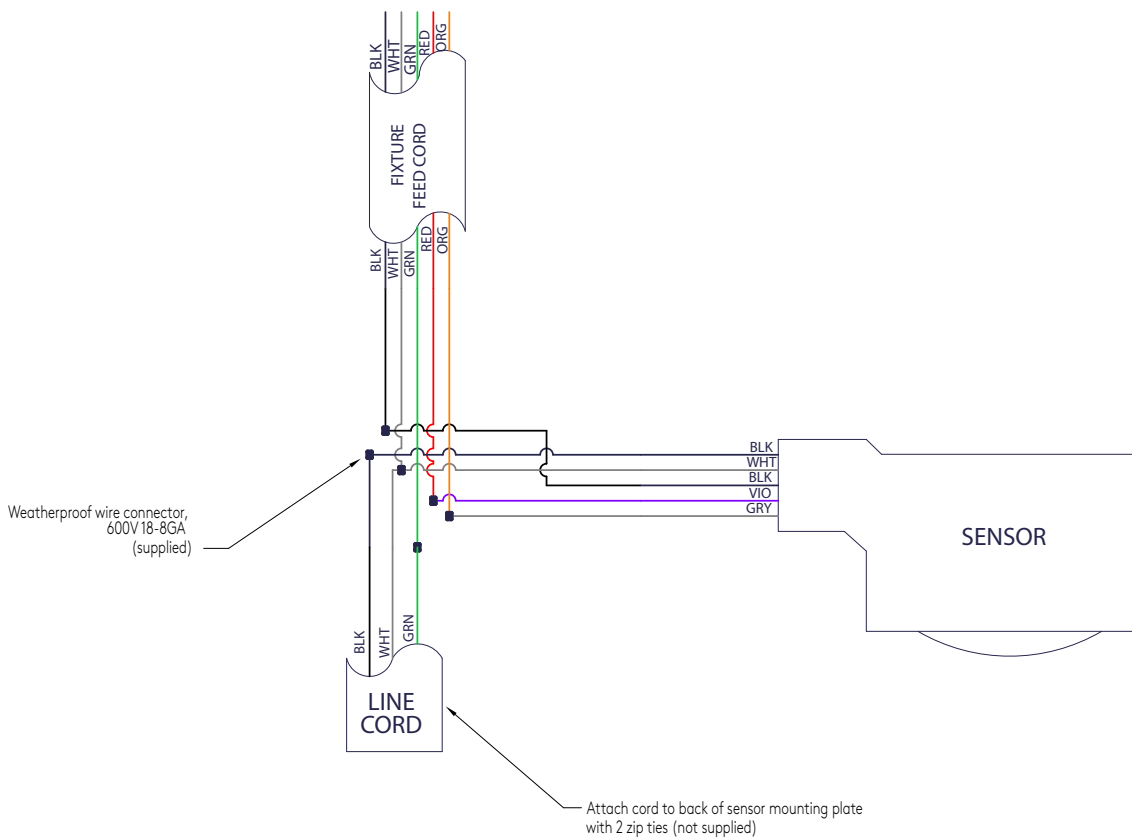 BLK
WHT
GRN
RED
ORG
FIXTURE
FEED CORD
BLK
WHT
GRN
RED
ORG
BLK
WHT
BLK
VIO
GRY
SENSOR
Weatherproof wire connector,
600V 18-8GA
(supplied)
BLK
WHT
GRN
LINE
CORD
Attach cord to back of sensor mounting plate
with 2 zip ties (not supplied)